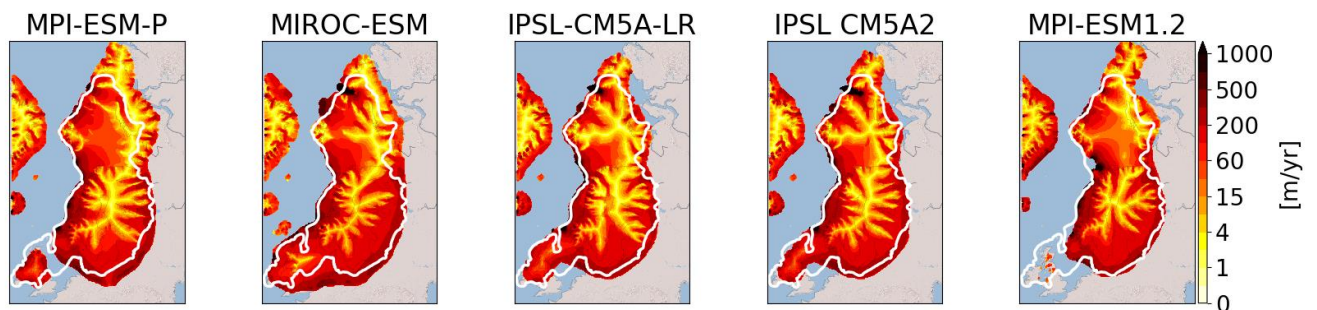 MPI-ESM-P
MIROC-ESM
IPSL-CM5A-LR
IPSL CM5A2
MPI-ESM1.2
1000
500
200
60
15
4
1
0
[m/yr]